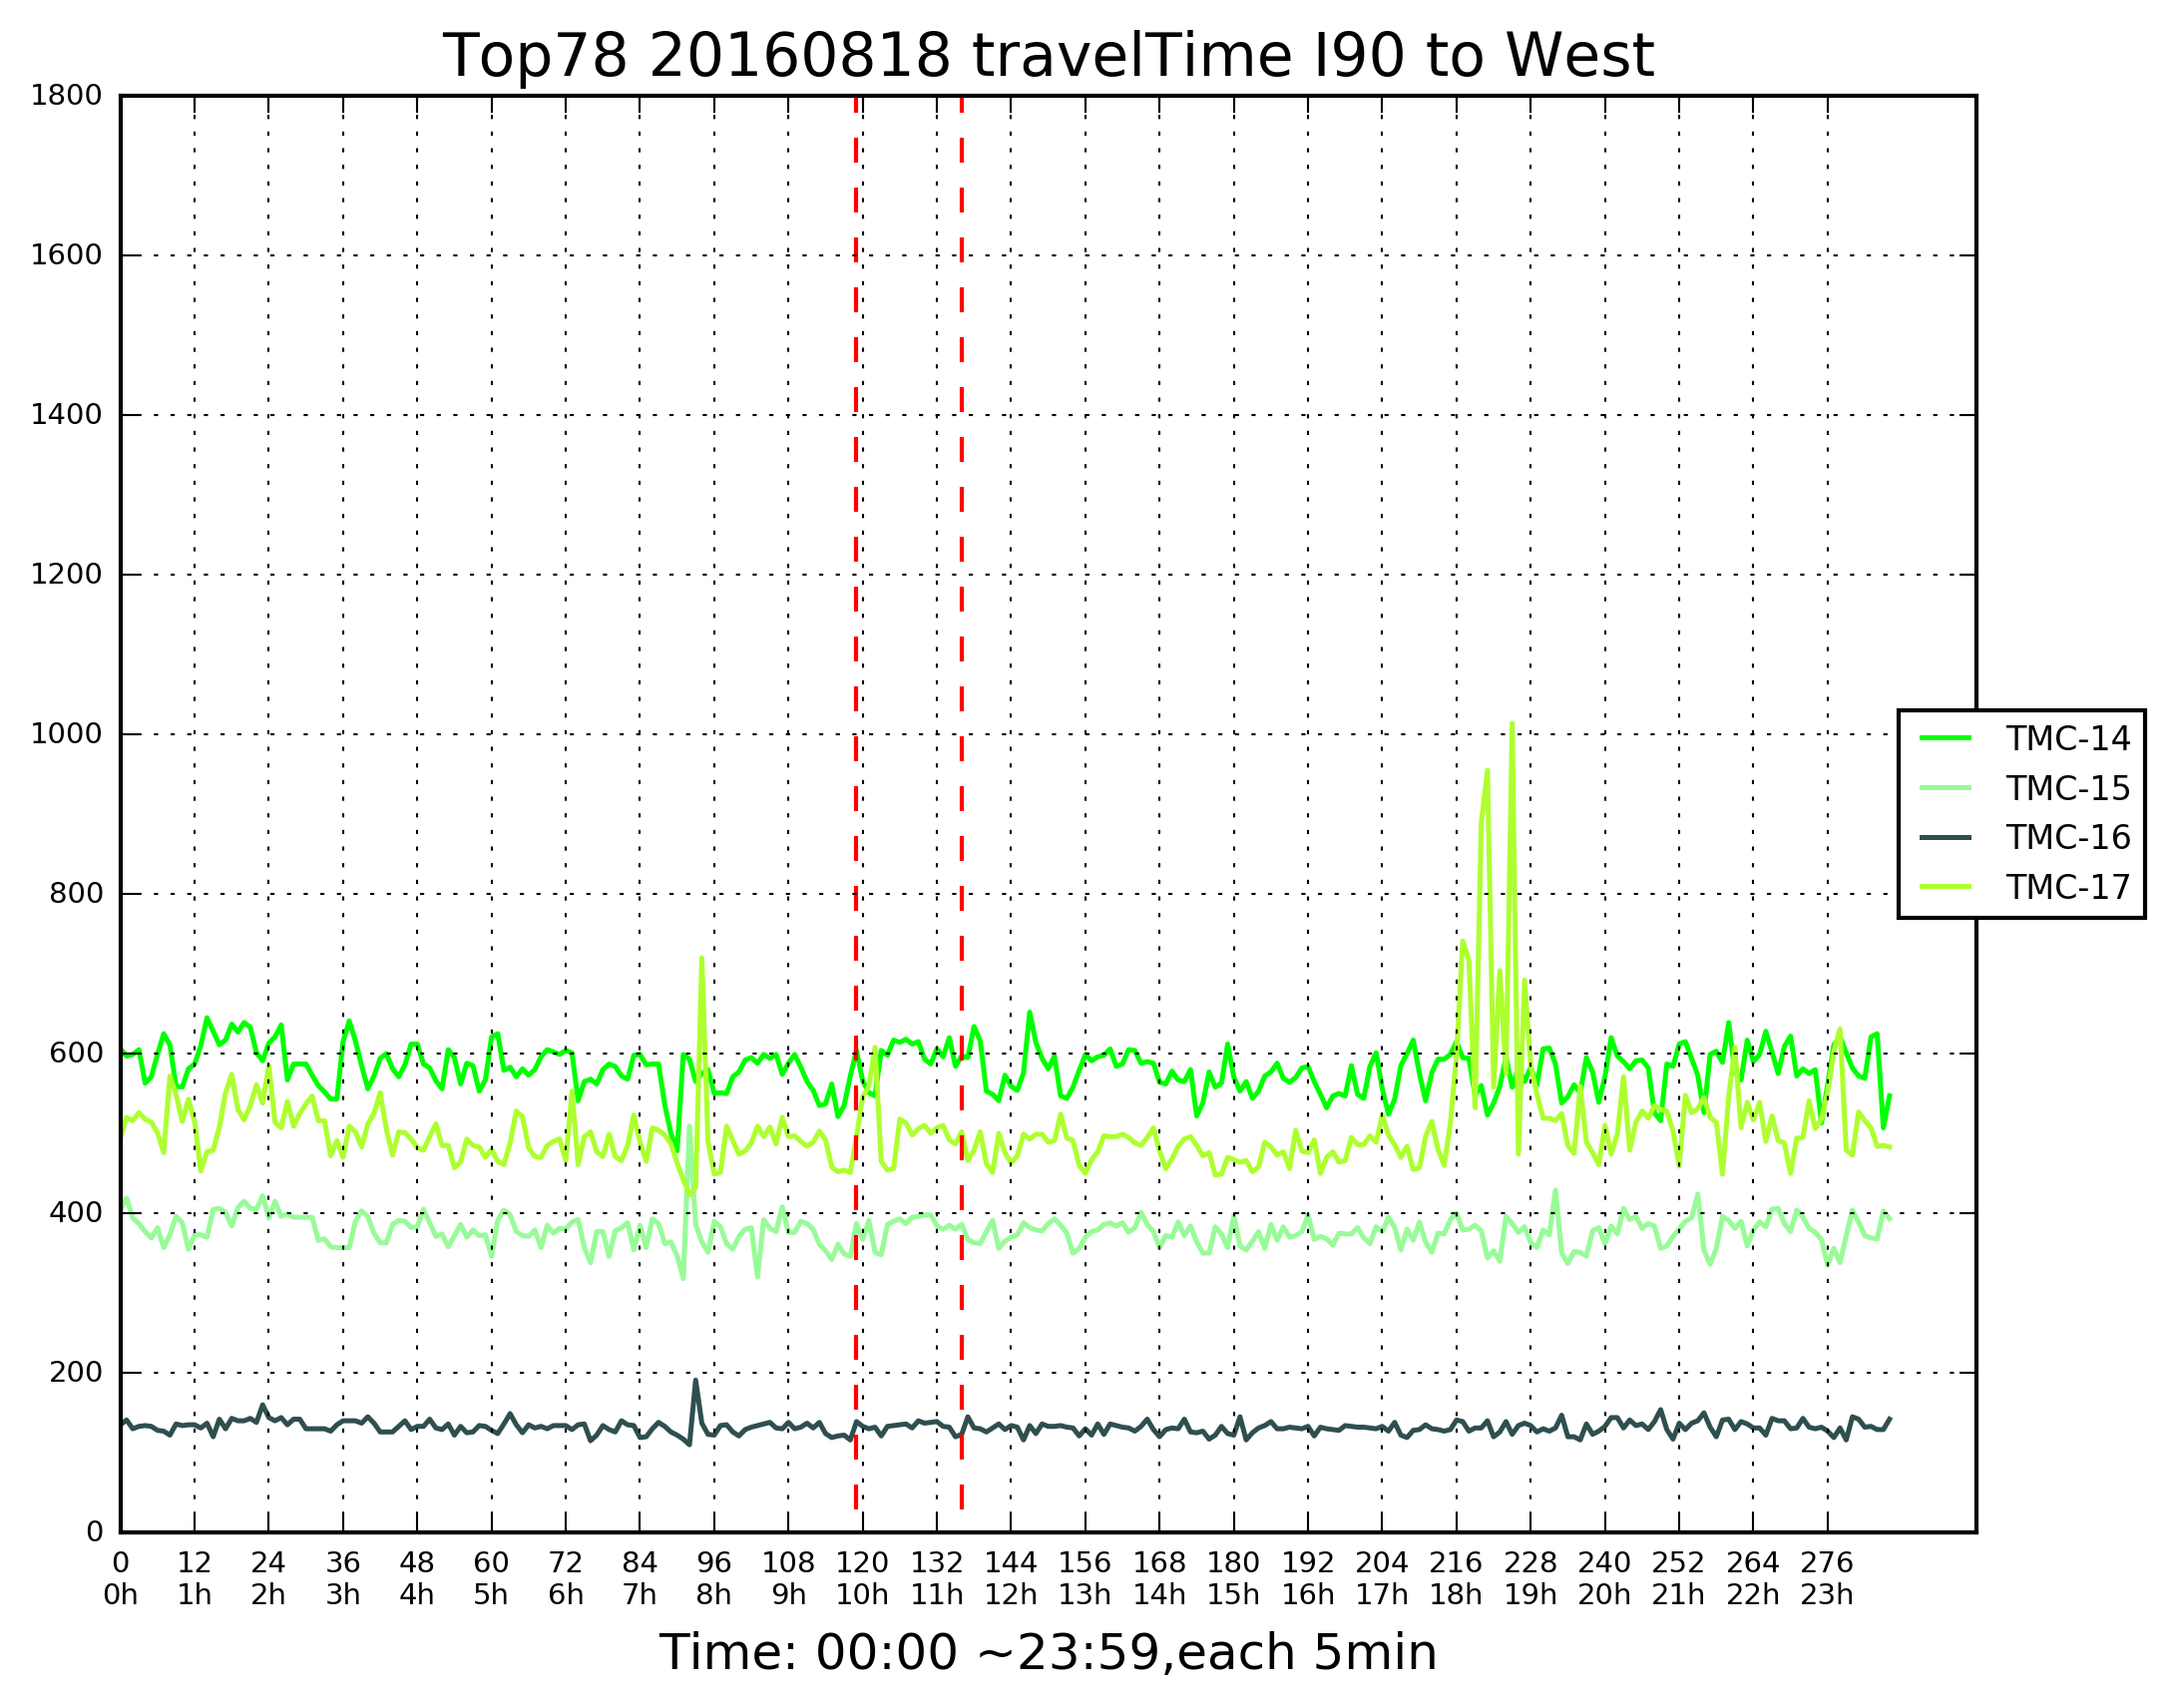 Top78 20160818 travelTime I90 to West
1800
1600
1400
1200
1000
800
600
400
200
0
TMC-14
TMC-15
TMC-16
TMC-17
0 12 24 36 48 60 72 84 96 108 120 132 144 156 168 180 192 204 216 228 240 252 264 276
0h 1h 2h 3h 4h 5h 6h 7h 8h 9h 10h 11h 12h 13h 14h 15h 16h 17h 18h 19h 20h 21h 22h 23h
Time: 00:00 ~23:59,each 5min